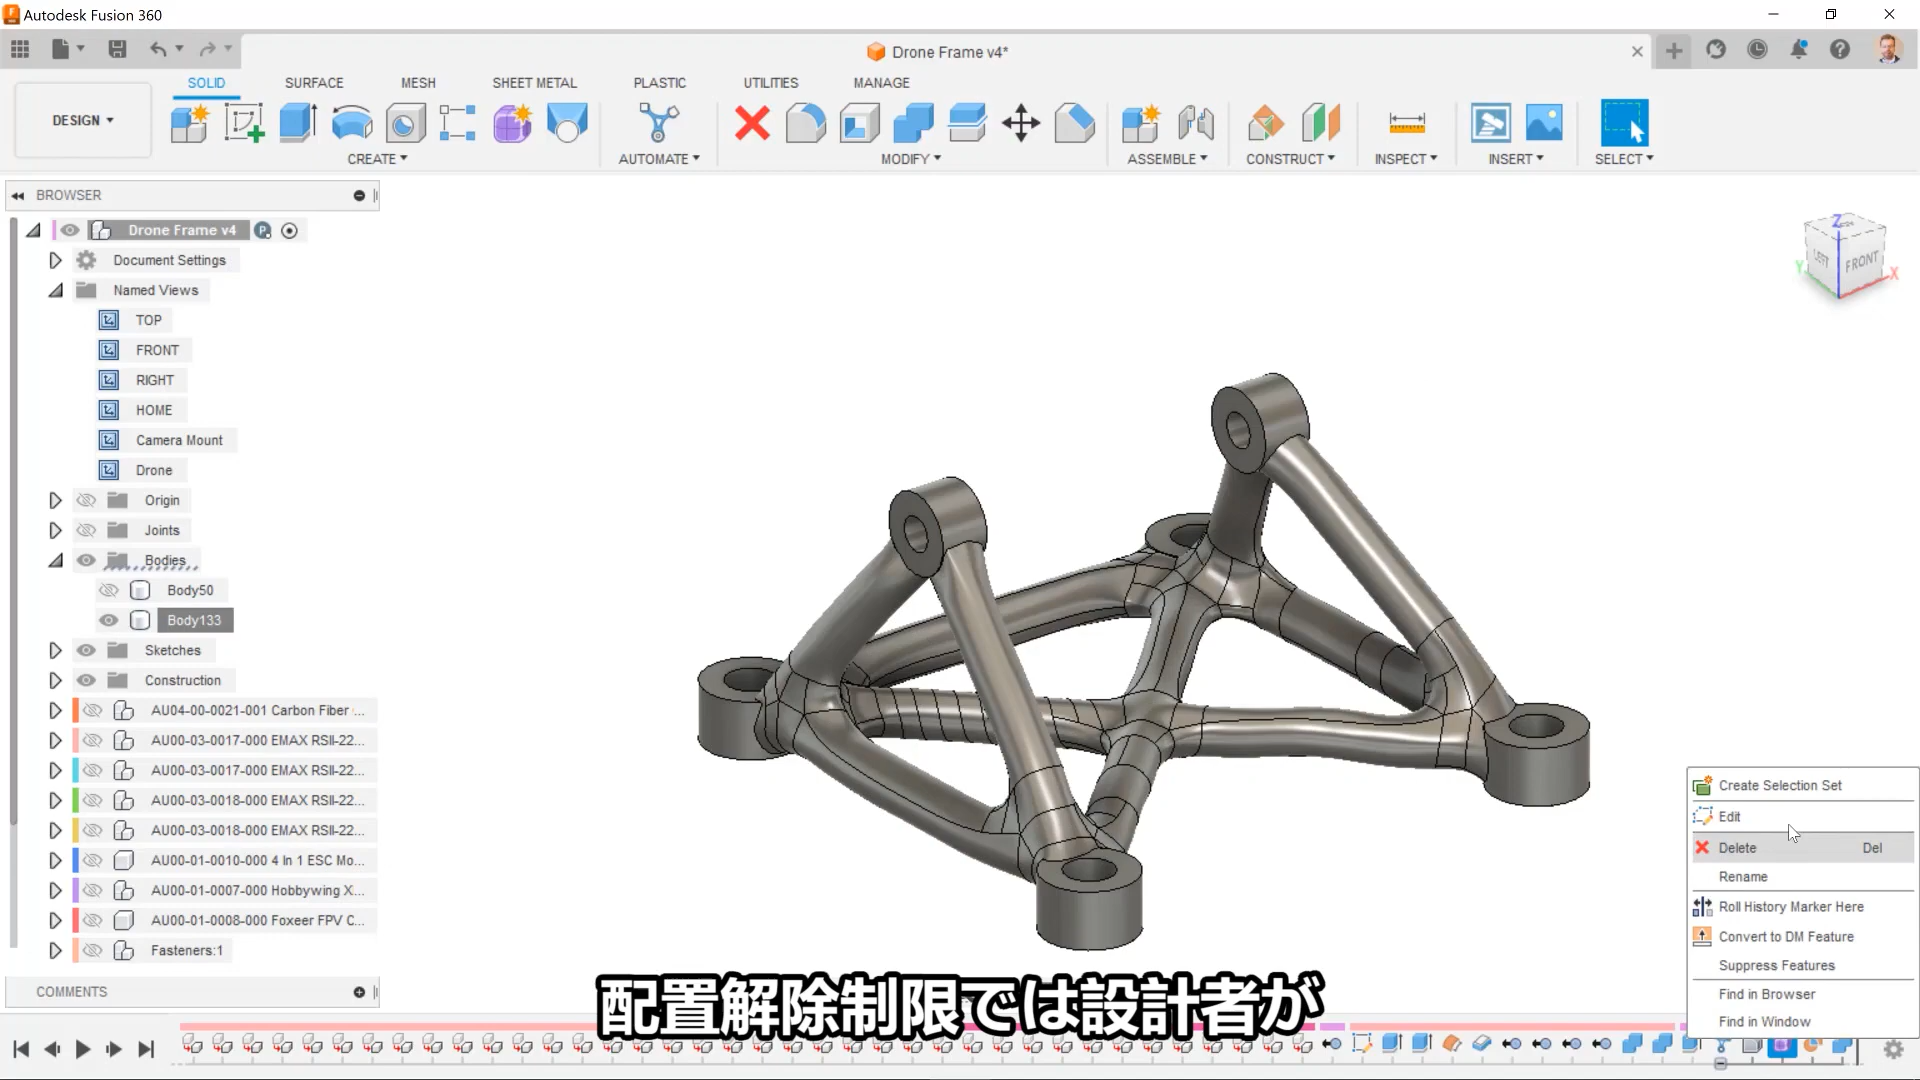 Autodesk Fusion 360
Drone Frame v4*
DESIGN
SOLID
SURFACE
MESH
SHEET METAL
PLASTIC
UTILITIES
MANAGE
CREATE
AUTOMATE
MODIFY
ASSEMBLE
CONSTRUCT
INSPECT
INSERT
SELECT
BROWSER
Drone Frame v4
Document Settings
Named Views
TOP
FRONT
RIGHT
HOME
Camera Mount
Drone
Origin
Joints
Bodies
Body50
Body133
Sketches
Construction
AU04-00-0021-001 Carbon Fiber ...
AU00-03-0017-000 EMAX RSII-22...
AU00-03-0017-000 EMAX RSII-22...
AU00-03-0018-000 EMAX RSII-22...
AU00-03-0018-000 EMAX RSII-22...
AU00-01-0010-000 4 In 1 ESC Mo...
AU00-01-0007-000 Hobbywing X...
AU00-01-0008-000 Foxeer FPV C...
Fasteners:1
COMMENTS
Z
LEFT
FRONT
Y
X
Create Selection Set
Edit
Delete Del
Rename
Roll History Marker Here
Convert to DM Feature
Suppress Features
Find in Browser
Find in Window
配置解除制限では設計者が